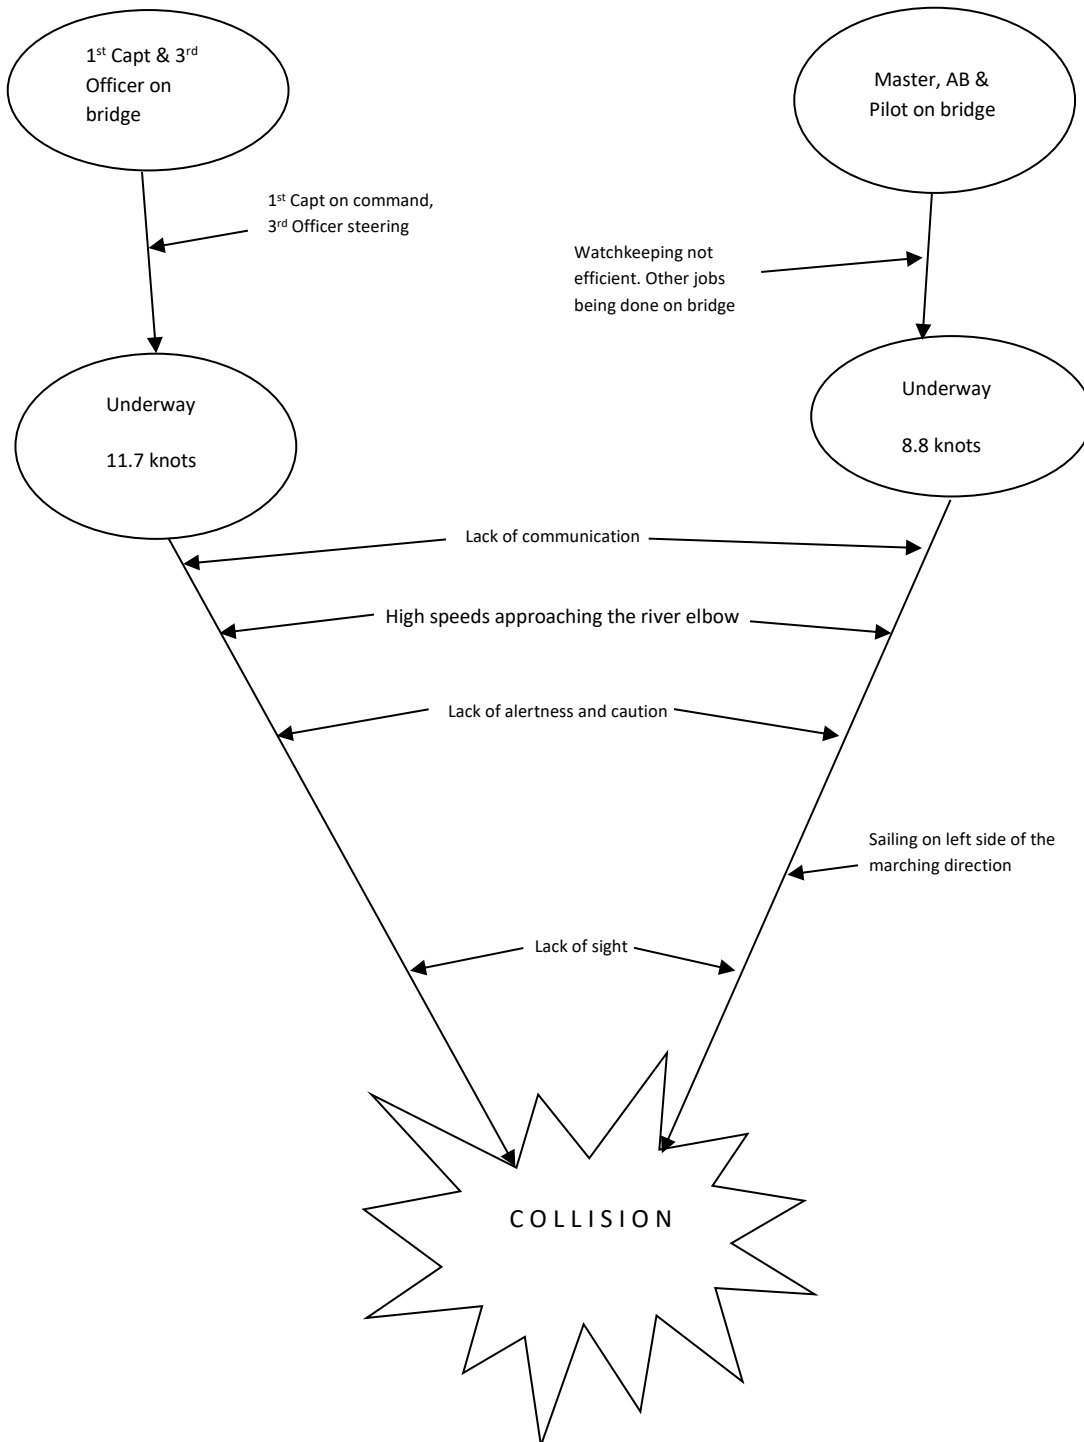 1st Capt & 3rd
Officer on
bridge
Master, AB &
Pilot on bridge
1st Capt on command,
3rd Officer steering
Watchkeeping not
efficient. Other jobs
being done on bridge
Underway
11.7 knots
Underway
8.8 knots
Lack of communication
High speeds approaching the river elbow
Lack of alertness and caution
Sailing on left side of the
marching direction
Lack of sight
COLLISION